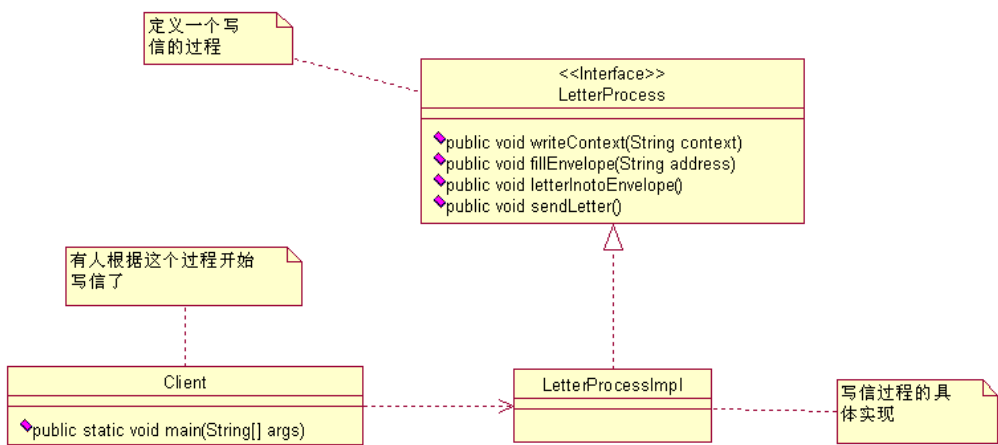 定义一个写
信的过程
<<Interface>>
LetterProcess
public void writeContext(String context)
public void fillEnvelope(String address)
public void letterInotoEnvelope()
public void sendLetter()
有人根据这个过程开始
写信了
Client
public static void main(String[] args)
LetterProcessImpl
写信过程的具
体实现